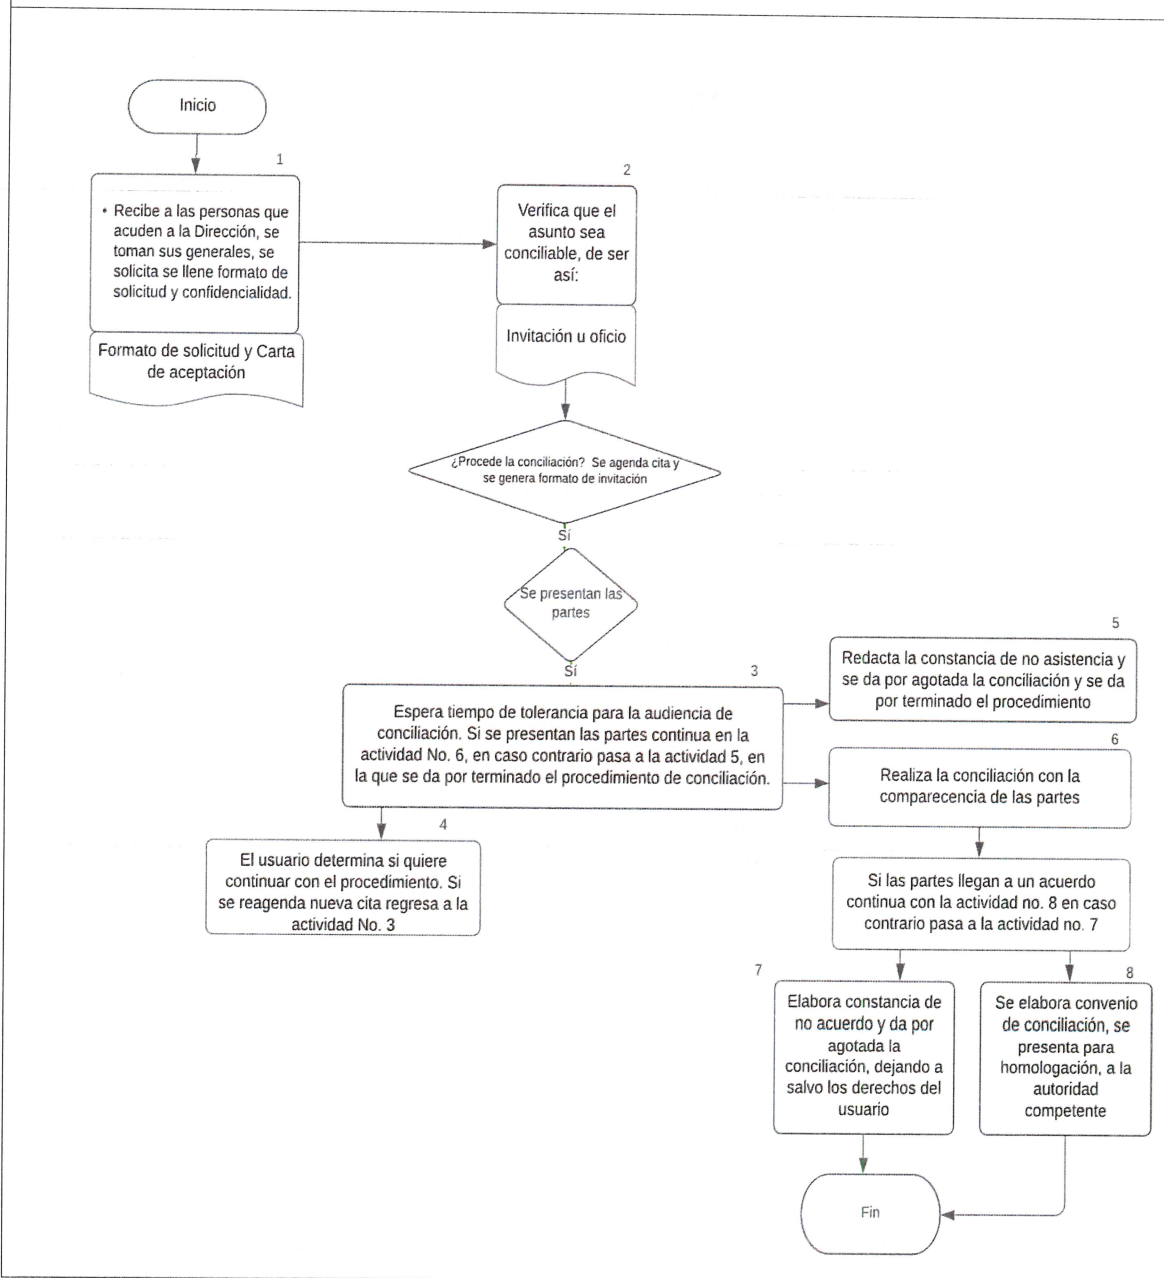 Inicio
1
• Recibe a las personas que
acuden a la Dirección, se
toman sus generales, se
solicita se llene formato de
solicitud y confidencialidad.
Formato de solicitud y Carta
de aceptación
2
Verifica que el
asunto sea
conciliable, de ser
así:
Invitación u oficio
¿Procede la conciliación? Se agenda cita y
se genera formato de invitación
Sí
Se presentan las
partes
Sí
3
Espera tiempo de tolerancia para la audiencia de
conciliación. Si se presentan las partes continua en la
actividad No. 6, en caso contrario pasa a la actividad 5, en
la que se da por terminado el procedimiento de conciliación.
4
El usuario determina si quiere
continuar con el procedimiento. Si
se reagenda nueva cita regresa a la
actividad No. 3
5
Redacta la constancia de no asistencia y
se da por agotada la conciliación y se da
por terminado el procedimiento
6
Realiza la conciliación con la
comparecencia de las partes
Si las partes llegan a un acuerdo
continua con la actividad no. 8 en caso
contrario pasa a la actividad no. 7
7
Elabora constancia de
no acuerdo y da por
agotada la
conciliación, dejando a
salvo los derechos del
usuario
8
Se elabora convenio
de conciliación, se
presenta para
homologación, a la
autoridad
competente
Fin